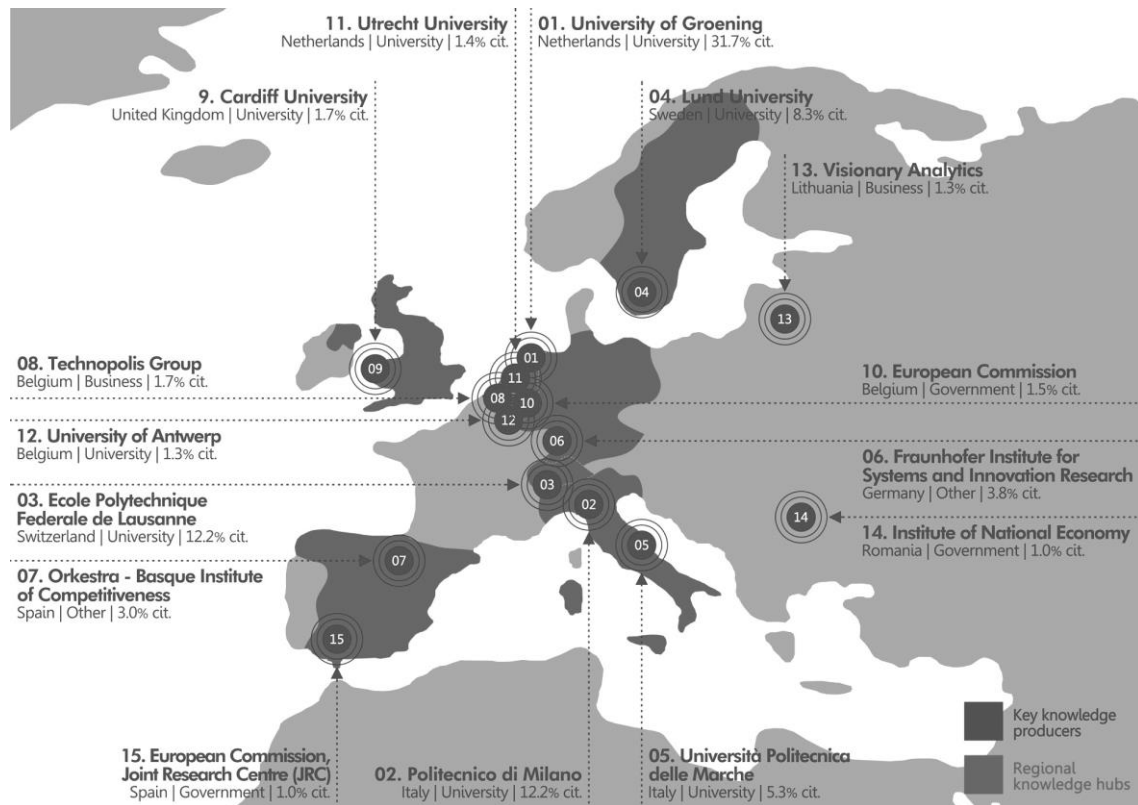 11. Utrecht University
Netherlands | University | 1.4% cit.
01. University of Groening
Netherlands | University | 31.7% cit.
9. Cardiff University
United Kingdom | University | 1.7% cit.
04. Lund University
Sweden | University | 8.3% cit.
13. Visionary Analytics
Lithuania | Business | 1.3% cit.
04
13
01
09
11
08
10
12
06
03
02
14
05
07
15
08. Technopolis Group
Belgium | Business | 1.7% cit.
10. European Commission
Belgium | Government | 1.5% cit.
12. University of Antwerp
Belgium | University | 1.3% cit.
06. Fraunhofer Institute for
Systems and Innovation Research
Germany | Other | 3.8% cit.
03. Ecole Polytechnique
Federale de Lausanne
Switzerland | University | 12.2% cit.
14. Institute of National Economy
Romania | Government | 1.0% cit.
07. Orkestra - Basque Institute
of Competitiveness
Spain | Other | 3.0% cit.
15. European Commission,
Joint Research Centre (JRC)
Spain | Government | 1.0% cit.
02. Politecnico di Milano
Italy | University | 12.2% cit.
05. Università Politecnica
delle Marche
Italy | University | 5.3% cit.
Key knowledge
producers
Regional
knowledge hubs